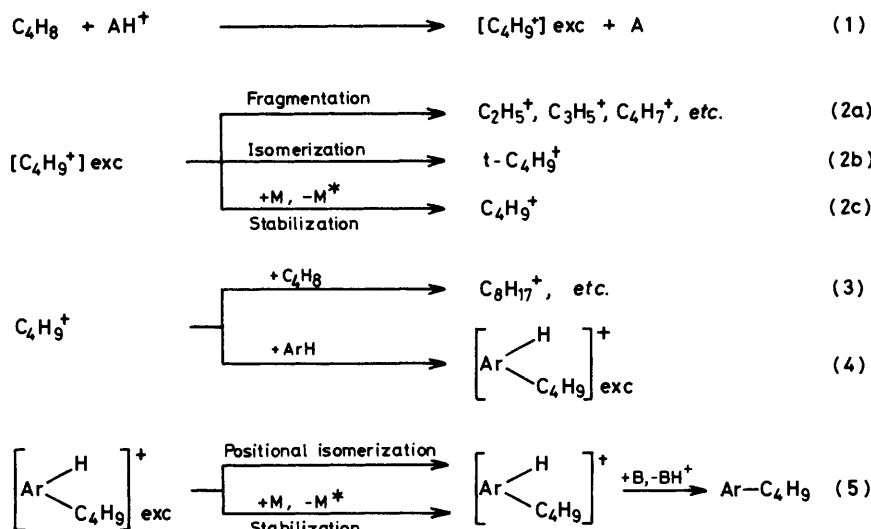 C₄H₈ + AH⁺ [C₄H₉⁺] exc + A (1)
Fragmentation C₂H₅⁺, C₃H₅⁺, C₄H₇⁺, etc. (2a)
[C₄H₉⁺] exc Isomerization t-C₄H₉⁺ (2b)
+M, -M* C₄H₉⁺ (2c)
Stabilization
+C₄H₈ C₈H₁₇⁺, etc. (3)
C₄H₉⁺
+ArH [Ar H C₄H₉]⁺ exc (4)
[Ar H C₄H₉]⁺ exc Positional isomerization [Ar H C₄H₉]⁺ +B,-BH⁺ Ar—C₄H₉ (5)
+M, -M*
Stabilization